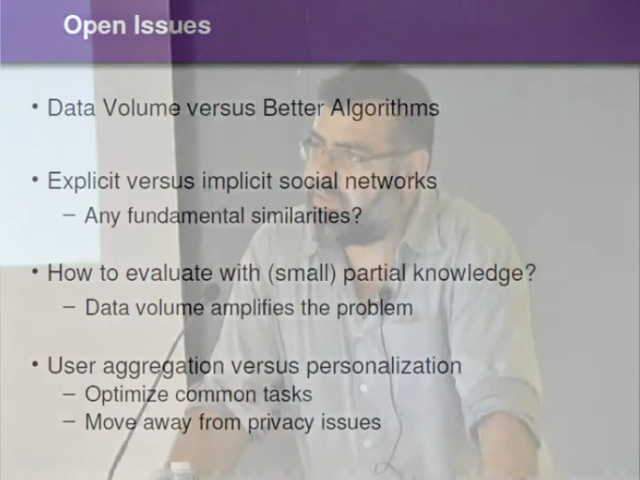 Open Issues
• Data Volume versus Better Algorithms
• Explicit versus implicit social networks
– Any fundamental similarities?
• How to evaluate with (small) partial knowledge?
– Data volume amplifies the problem
• User aggregation versus personalization
– Optimize common tasks
– Move away from privacy issues